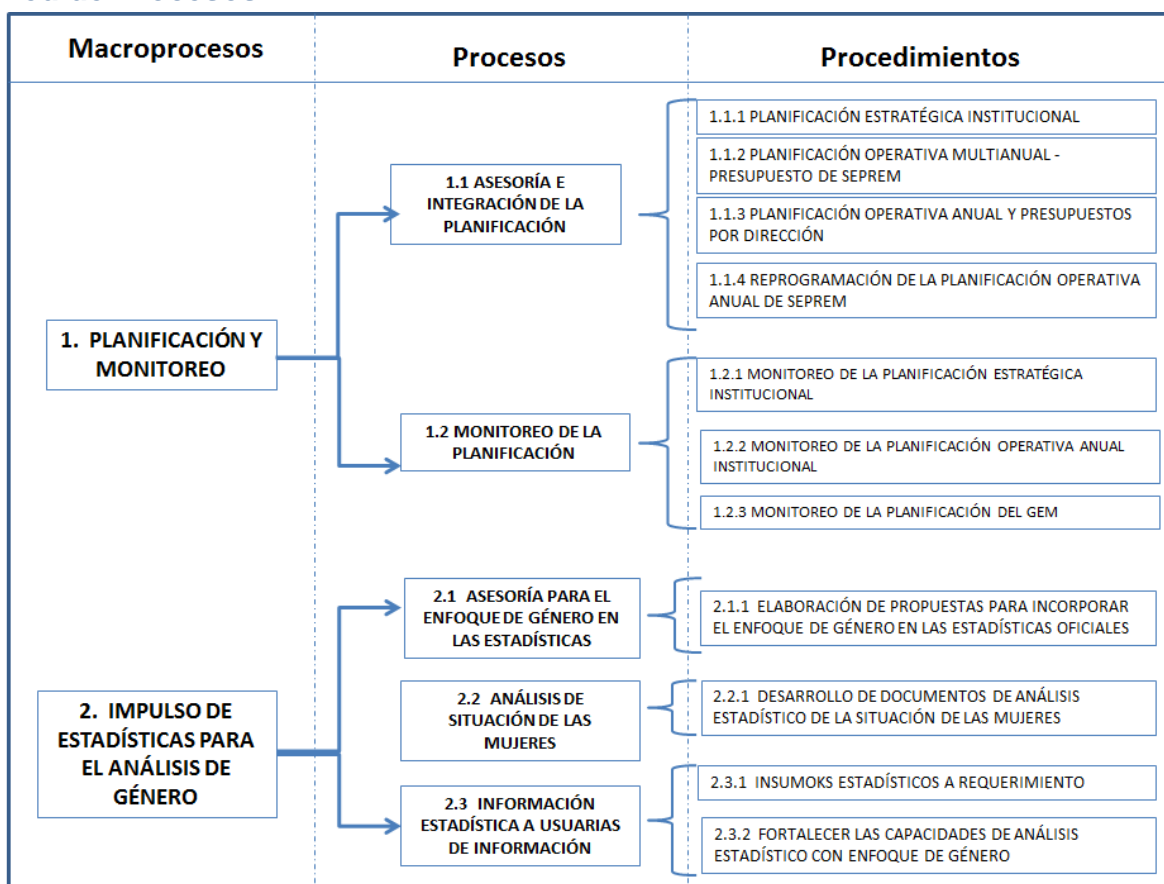 Macroprocesos
Procesos
Procedimientos
1. PLANIFICACIÓN Y
MONITOREO
1.1 ASESORÍA E
INTEGRACIÓN DE LA
PLANIFICACIÓN
1.1.1 PLANIFICACIÓN ESTRATÉGICA INSTITUCIONAL
1.1.2 PLANIFICACIÓN OPERATIVA MULTIANUAL -
PRESUPUESTO DE SEPREM
1.1.3 PLANIFICACIÓN OPERATIVA ANUAL Y PRESUPUESTOS
POR DIRECCIÓN
1.1.4 REPROGRAMACIÓN DE LA PLANIFICACIÓN OPERATIVA
ANUAL DE SEPREM
1.2 MONITOREO DE LA
PLANIFICACIÓN
1.2.1 MONITOREO DE LA PLANIFICACIÓN ESTRATÉGICA
INSTITUCIONAL
1.2.2 MONITOREO DE LA PLANIFICACIÓN OPERATIVA ANUAL
INSTITUCIONAL
1.2.3 MONITOREO DE LA PLANIFICACIÓN DEL GEM
2. IMPULSO DE
ESTADÍSTICAS PARA
EL ANÁLISIS DE
GÉNERO
2.1 ASESORÍA PARA EL
ENFOQUE DE GÉNERO EN
LAS ESTADÍSTICAS
2.1.1 ELABORACIÓN DE PROPUESTAS PARA INCORPORAR
EL ENFOQUE DE GÉNERO EN LAS ESTADÍSTICAS OFICIALES
2.2 ANÁLISIS DE
SITUACIÓN DE LAS
MUJERES
2.2.1 DESARROLLO DE DOCUMENTOS DE ANÁLISIS
ESTADÍSTICO DE LA SITUACIÓN DE LAS MUJERES
2.3 INFORMACIÓN
ESTADÍSTICA A USUARIAS
DE INFORMACIÓN
2.3.1 INSUMOKS ESTADÍSTICOS A REQUERIMIENTO
2.3.2 FORTALECER LAS CAPACIDADES DE ANÁLISIS
ESTADÍSTICO CON ENFOQUE DE GÉNERO